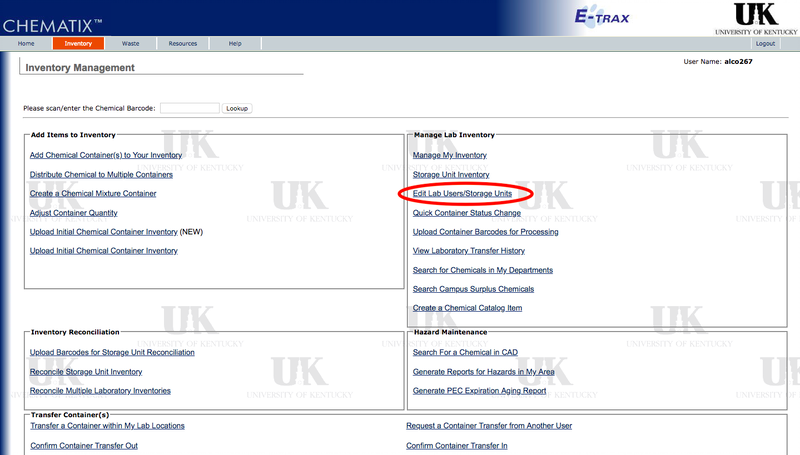 CHEMATIX™
E-TRAX
UK
UNIVERSITY OF KENTUCKY
Home Inventory Waste Resources Help Logout
User Name: alco267
Inventory Management
Please scan/enter the Chemical Barcode: Lookup
Add Items to Inventory
Add Chemical Container(s) to Your Inventory
Distribute Chemical to Multiple Containers
Create a Chemical Mixture Container
Adjust Container Quantity
Upload Initial Chemical Container Inventory (NEW)
Upload Initial Chemical Container Inventory
Manage Lab Inventory
Manage My Inventory
Storage Unit Inventory
Edit Lab Users/Storage Units
Quick Container Status Change
Upload Container Barcodes for Processing
View Laboratory Transfer History
Search for Chemicals in My Departments
Search Campus Surplus Chemicals
Create a Chemical Catalog Item
Inventory Reconciliation
Upload Barcodes for Storage Unit Reconciliation
Reconcile Storage Unit Inventory
Reconcile Multiple Laboratory Inventories
Hazard Maintenance
Search For a Chemical in CAD
Generate Reports for Hazards in My Area
Generate PEC Expiration Aging Report
Transfer Container(s)
Transfer a Container within My Lab Locations
Request a Container Transfer from Another User
Confirm Container Transfer Out
Confirm Container Transfer In